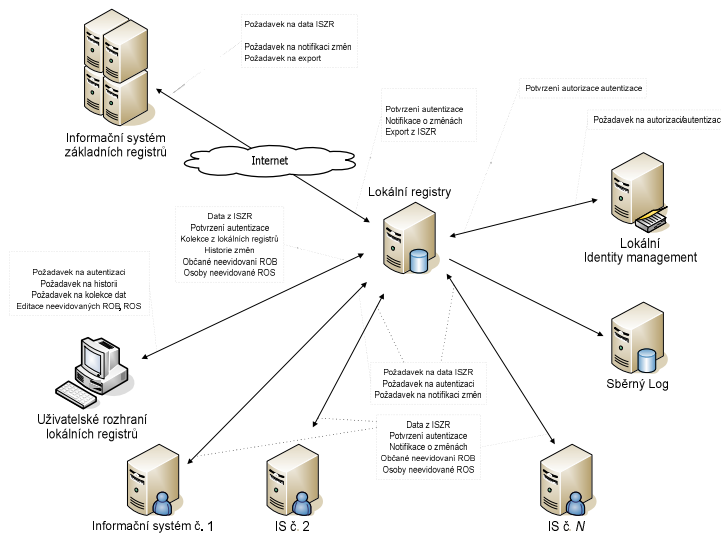 Požadavek na data ISZR
Požadavek na notifikaci změn
Požadavek na export
Informační systém
základních registrů
Internet
Potvrzení autentizace
Notifikace o změnách
Export z ISZR
Potvrzení autorizace autentizace
Požadavek na autorizaci/autentizac
Lokální registry
Lokální
Identity management
Data z ISZR
Potvrzení autentizace
Kolekce z lokálních registrů
Historie změn
Občané neevidovaní ROB
Osoby neevidované ROS
Požadavek na autentizaci
Požadavek na historii
Požadavek na kolekce dat
Editace neevidovaných ROB, ROS
Uživatelské rozhraní
lokálních registrů
Sběrný Log
Požadavek na data ISZR
Požadavek na autentizaci
Požadavek na notifikaci změn
Data z ISZR
Potvrzení autentizace
Notifikace o změnách
Občané neevidovaní ROB
Osoby neevidované ROS
Informační systém č. 1
IS č. 2
IS č. N